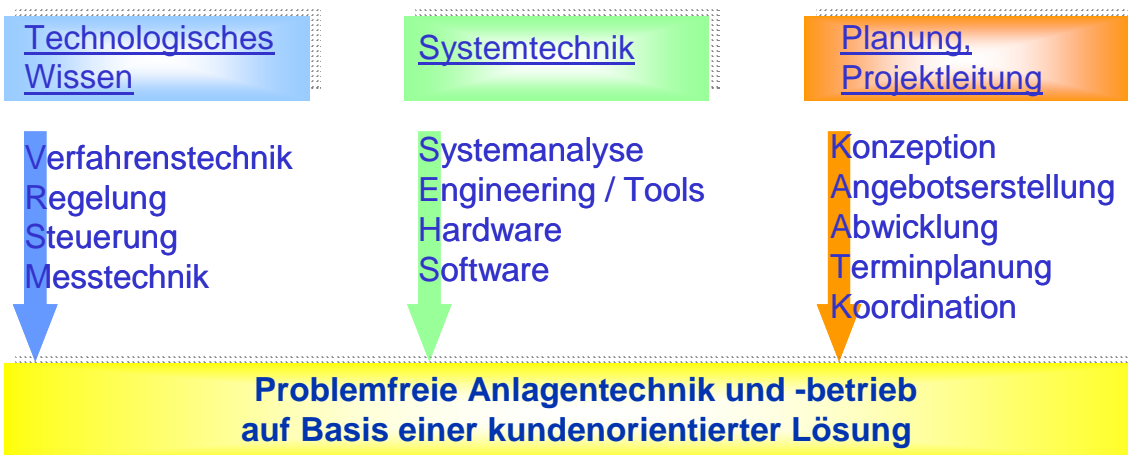 Technologisches
Wissen
Verfahrenstechnik
Regelung
Steuerung
Messtechnik
Systemtechnik
Systemanalyse
Engineering / Tools
Hardware
Software
Planung,
Projektleitung
Konzeption
Angebotserstellung
Abwicklung
Terminplanung
Koordination
Problemfreie Anlagentechnik und -betrieb
auf Basis einer kundenorientierter Lösung